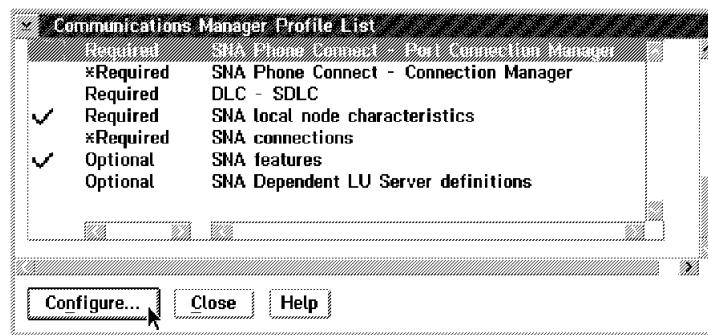 Communications Manager Profile List
Required SNA Phone Connect - Port Connection Manager
*Required SNA Phone Connect - Connection Manager
Required DLC - SDLC
Required SNA local node characteristics
*Required SNA connections
Optional SNA features
Optional SNA Dependent LU Server definitions
Configure... Close Help